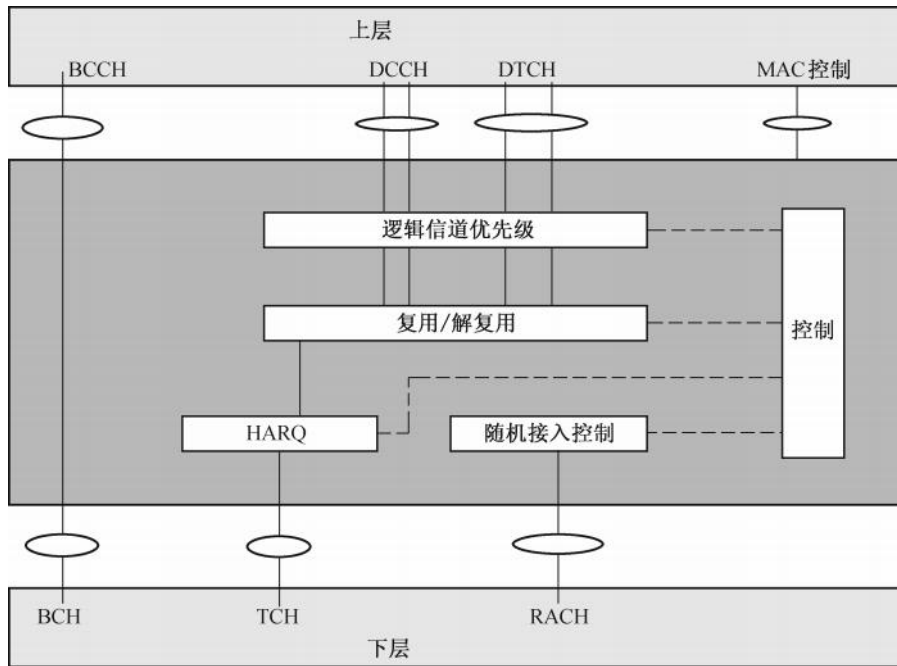 上层
BCCH DCCH DTCH MAC控制
逻辑信道优先级
复用/解复用
控制
HARQ 随机接入控制
BCH TCH RACH
下层